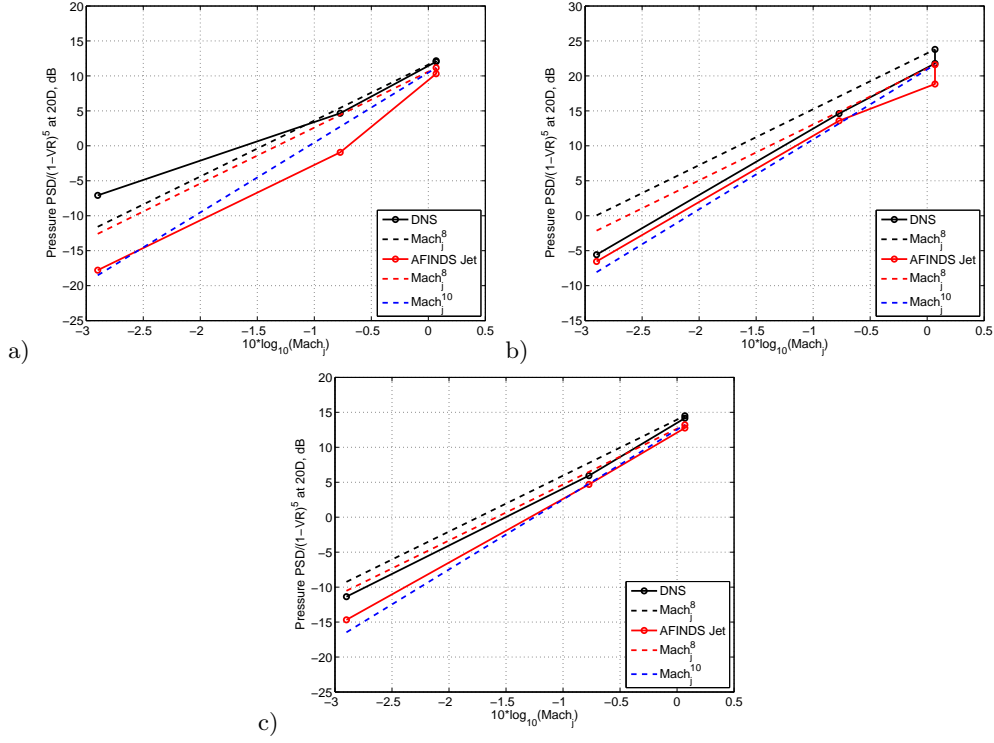 20
15
10
5
0
−5
−10
−15
−20
−25
Pressure PSD/(1−VR)^5 at 20D, dB
−3
−2.5
−2
−1.5
−1
−0.5
0
0.5
10*log_10(Mach_j)
DNS
Mach_j^8
AFINDS Jet
Mach_j^8
Mach_j^10
a)
30
25
20
15
10
5
0
−5
−10
−15
Pressure PSD/(1−VR)^5 at 20D, dB
−3
−2.5
−2
−1.5
−1
−0.5
0
0.5
10*log_10(Mach_j)
DNS
Mach_j^8
AFINDS Jet
Mach_j^8
Mach_j^10
b)
20
15
10
5
0
−5
−10
−15
−20
−25
Pressure PSD/(1−VR)^5 at 20D, dB
−3
−2.5
−2
−1.5
−1
−0.5
0
0.5
10*log_10(Mach_j)
DNS
Mach_j^8
AFINDS Jet
Mach_j^8
Mach_j^10
c)